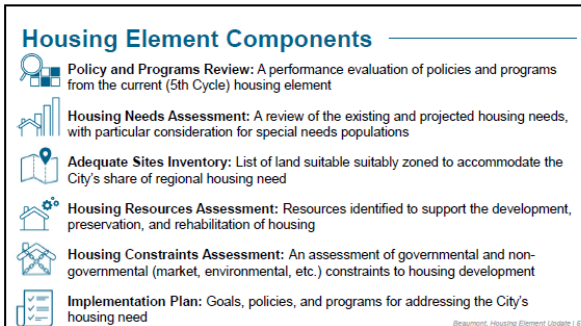 Housing Element Components
Policy and Programs Review: A performance evaluation of policies and programs
from the current (5th Cycle) housing element
Housing Needs Assessment: A review of the existing and projected housing needs,
with particular consideration for special needs populations
Adequate Sites Inventory: List of land suitable suitably zoned to accommodate the
City's share of regional housing need
Housing Resources Assessment: Resources identified to support the development,
preservation, and rehabilitation of housing
Housing Constraints Assessment: An assessment of governmental and non-
governmental (market, environmental, etc.) constraints to housing development
Implementation Plan: Goals, policies, and programs for addressing the City's
housing need
Beaumont, Housing Element Update | 6